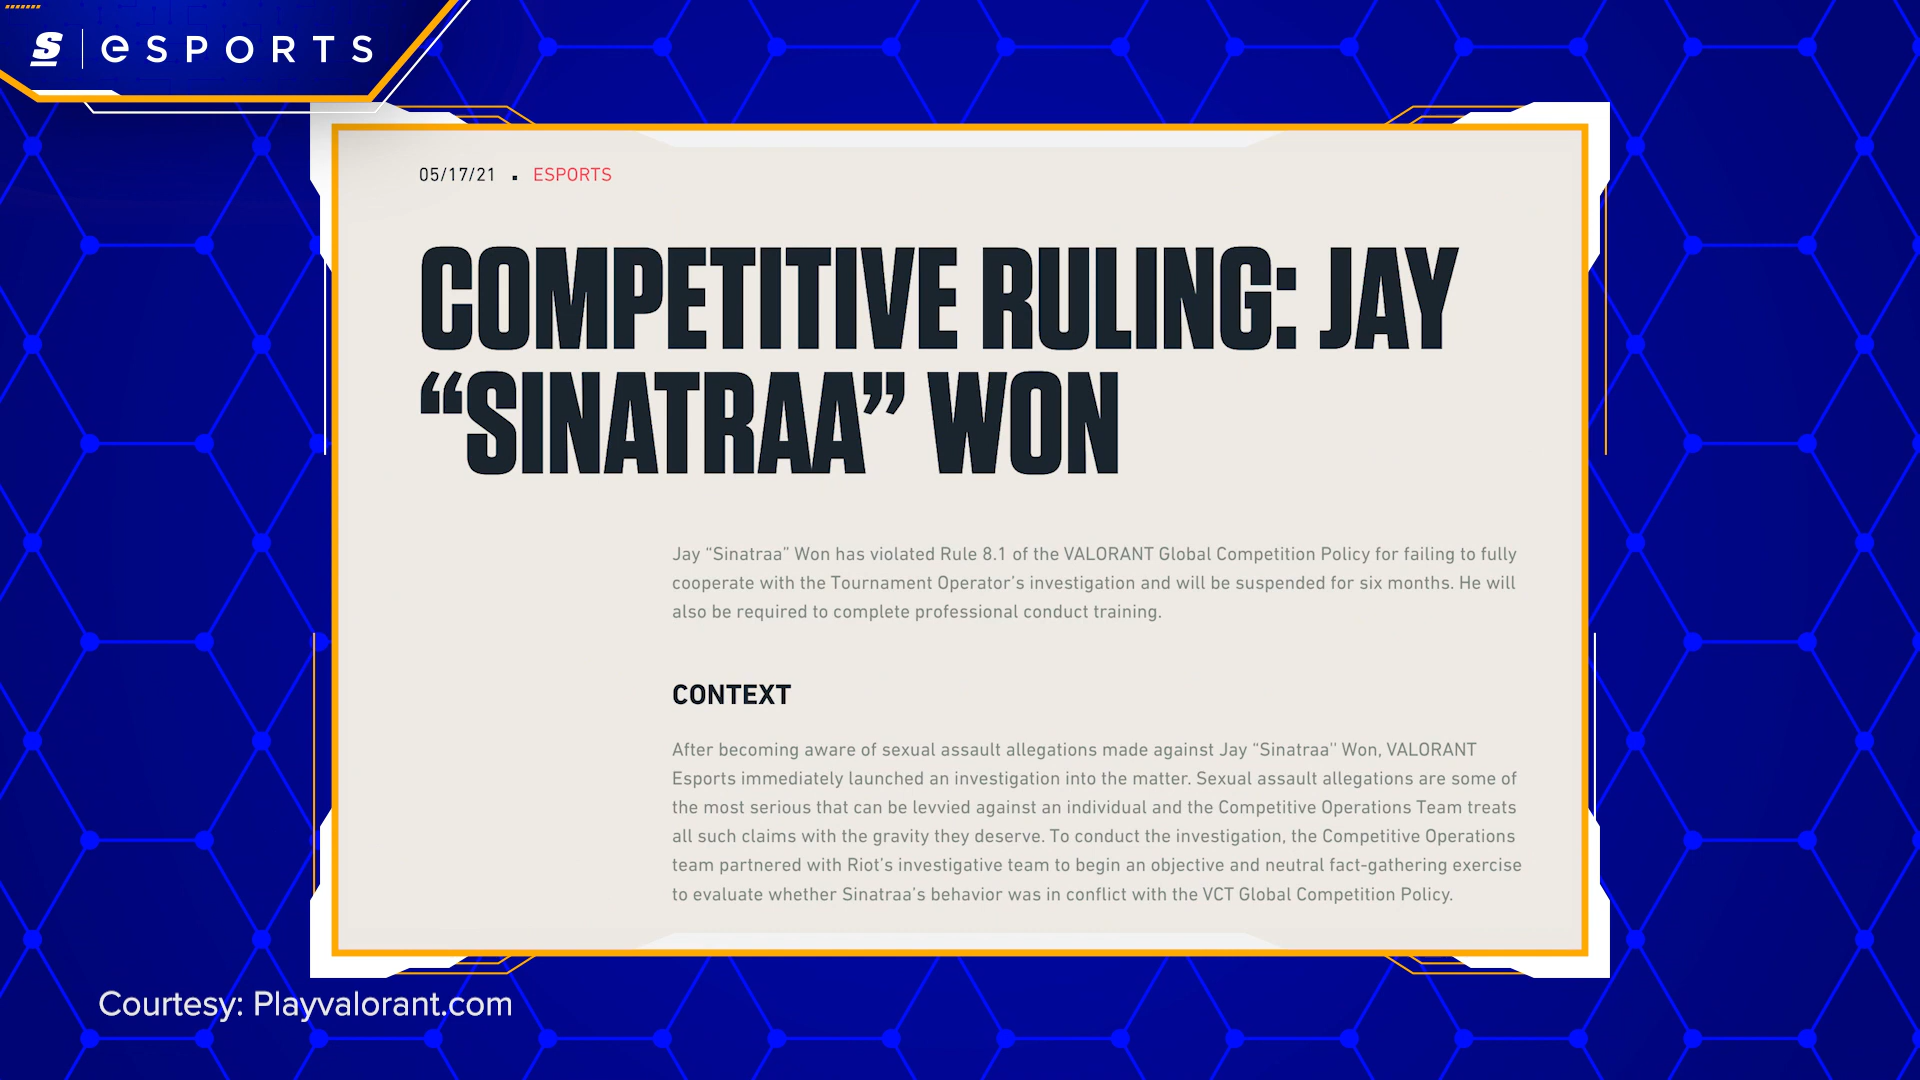 S | eSPORTS
05/17/21 ▪ ESPORTS
COMPETITIVE RULING: JAY
“SINATRAA” WON
Jay “Sinatraa” Won has violated Rule 8.1 of the VALORANT Global Competition Policy for failing to fully
cooperate with the Tournament Operator’s investigation and will be suspended for six months. He will
also be required to complete professional conduct training.
CONTEXT
After becoming aware of sexual assault allegations made against Jay “Sinatraa'' Won, VALORANT
Esports immediately launched an investigation into the matter. Sexual assault allegations are some of
the most serious that can be levvied against an individual and the Competitive Operations Team treats
all such claims with the gravity they deserve. To conduct the investigation, the Competitive Operations
team partnered with Riot’s investigative team to begin an objective and neutral fact-gathering exercise
to evaluate whether Sinatraa’s behavior was in conflict with the VCT Global Competition Policy.
Courtesy: Playvalorant.com